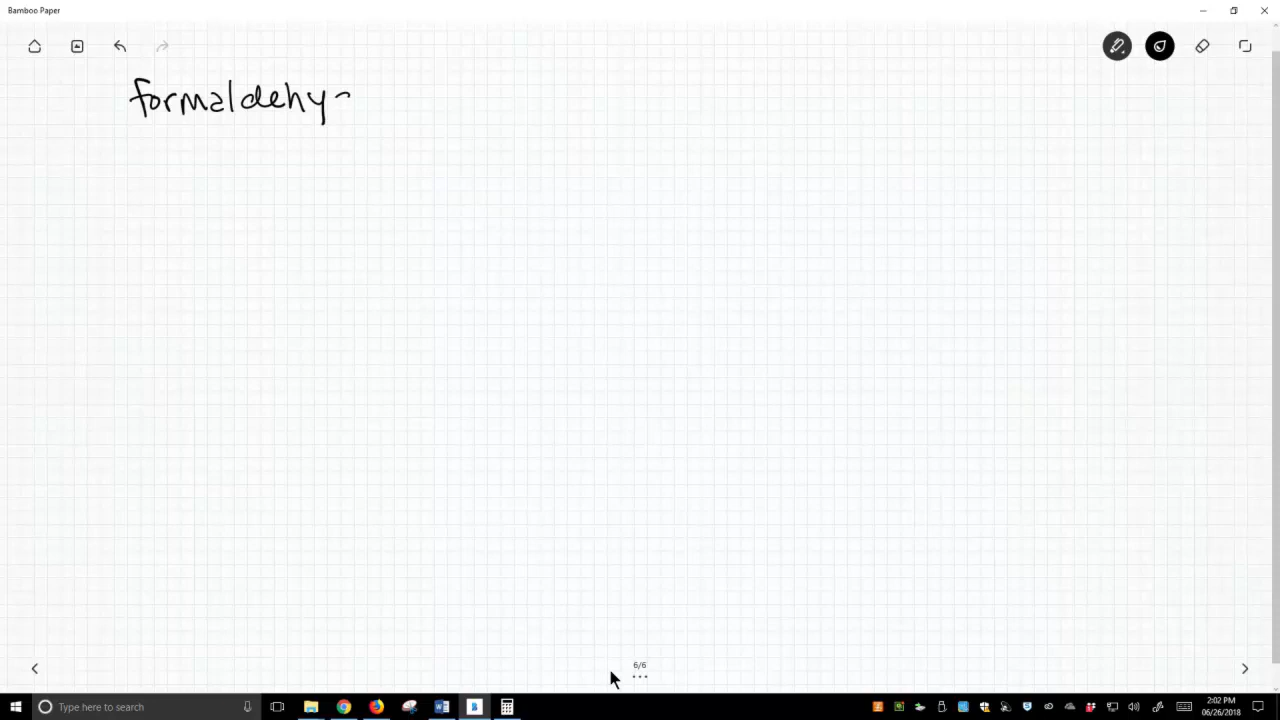 Bamboo Paper
formaldehy-
6/6
Type here to search
2:02 PM
06/26/2018